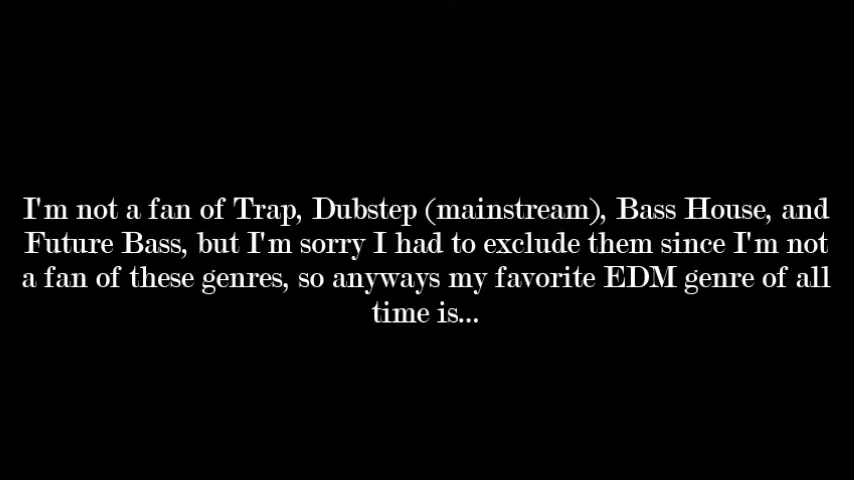 I'm not a fan of Trap, Dubstep (mainstream), Bass House, and
Future Bass, but I'm sorry I had to exclude them since I'm not
a fan of these genres, so anyways my favorite EDM genre of all
time is...